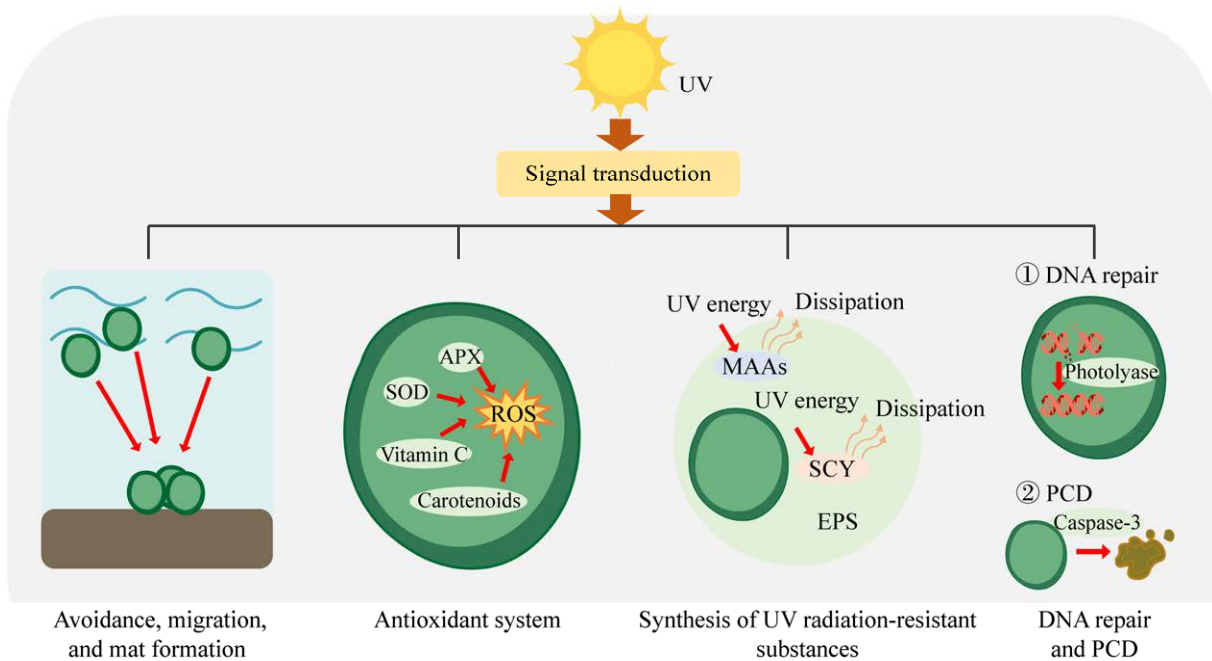 UV
Signal transduction
Avoidance, migration,
and mat formation
APX
SOD
ROS
Vitamin C
Carotenoids
Antioxidant system
UV energy
Dissipation
MAAs
UV energy
Dissipation
SCY
EPS
Synthesis of UV radiation-resistant
substances
① DNA repair
Photolyase
② PCD
Caspase-3
DNA repair
and PCD